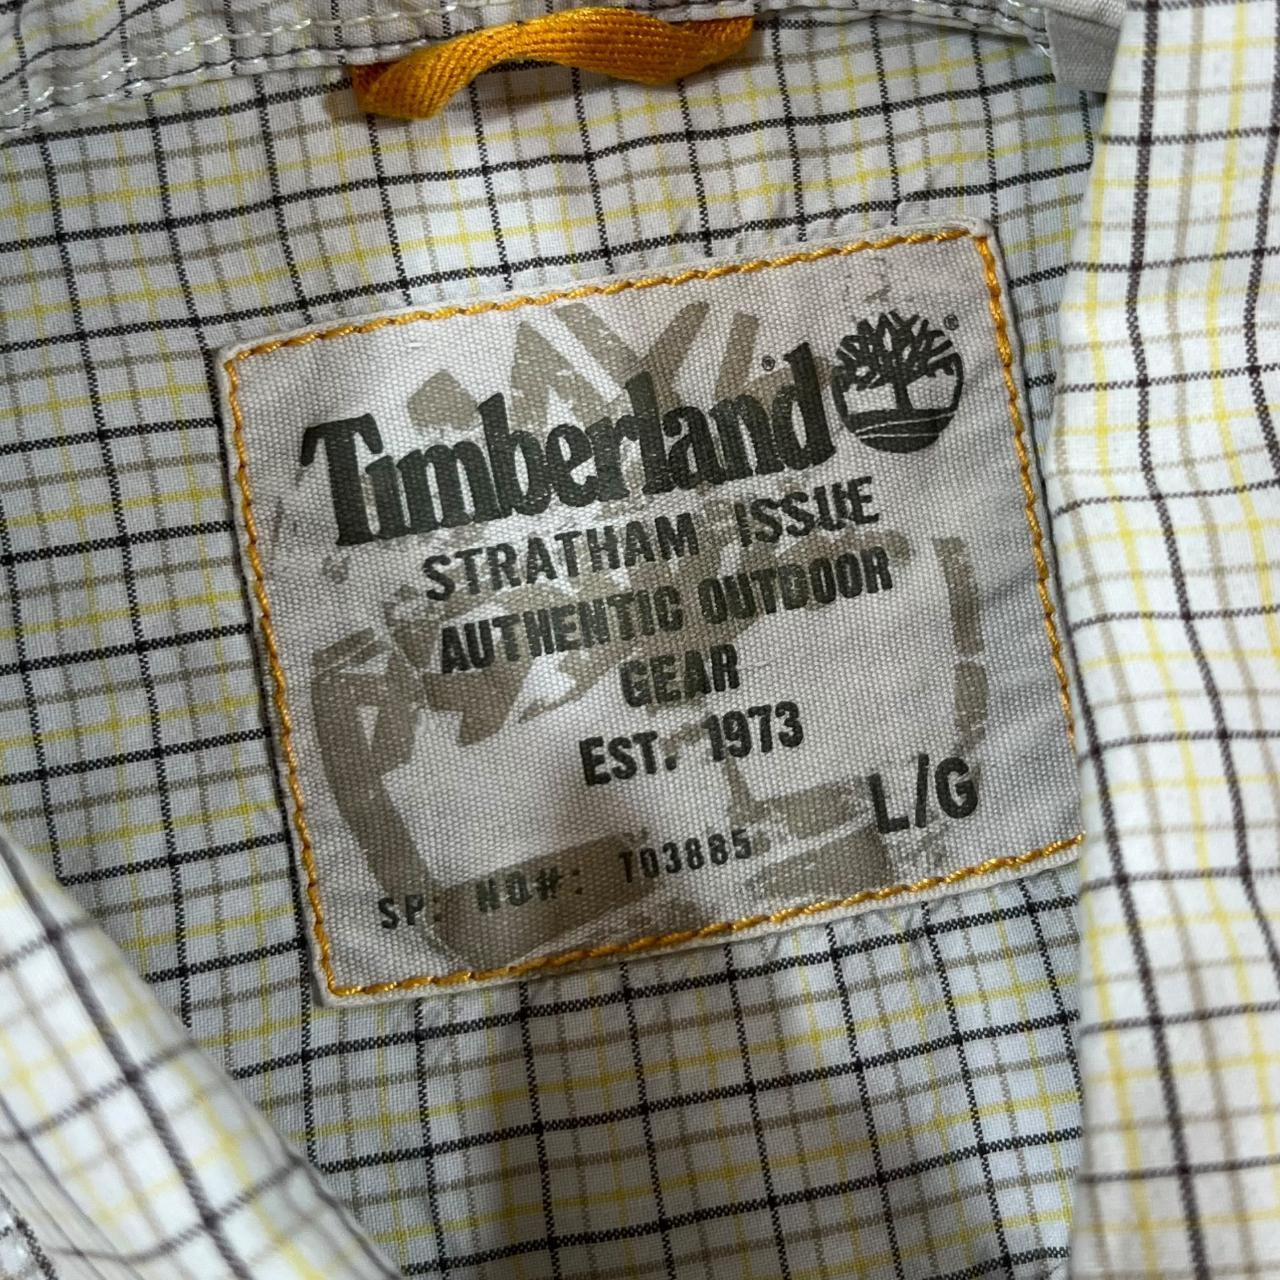 Timberland®
STRATHAM ISSUE
AUTHENTIC OUTDOOR
GEAR
EST. 1973
L/G
SP: NO#: T03885